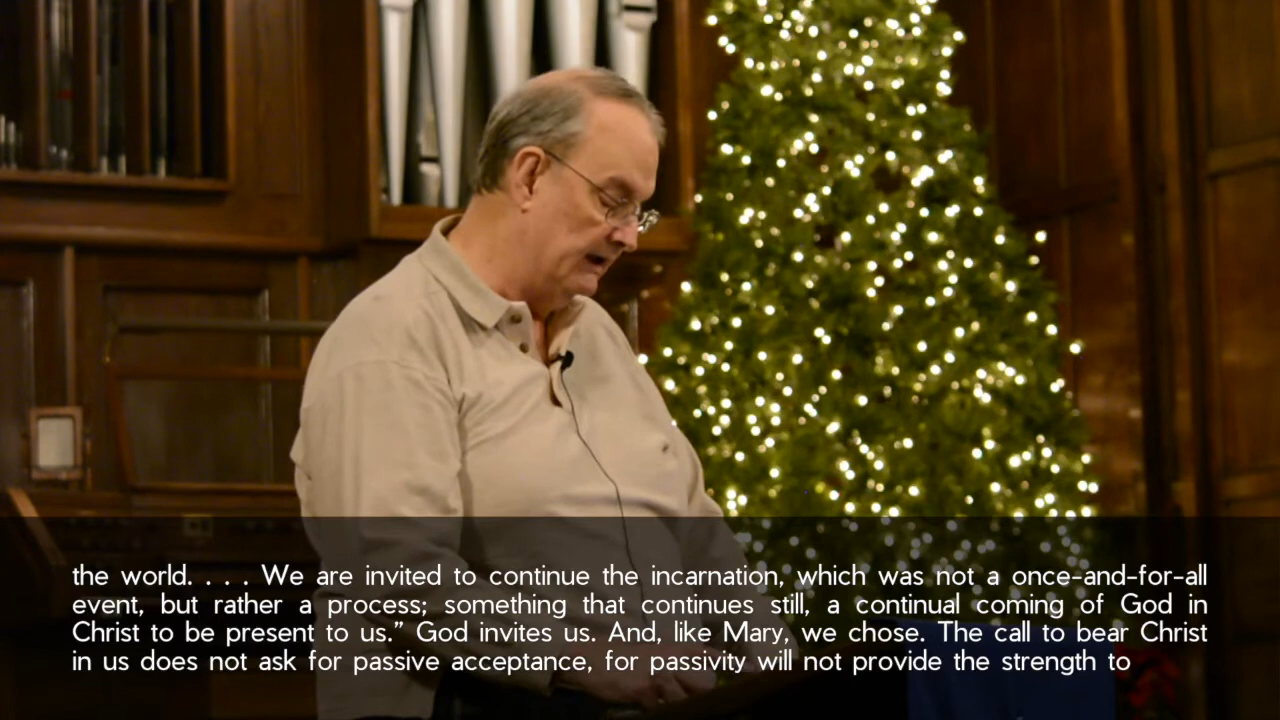 the world. . . . We are invited to continue the incarnation, which was not a once-and-for-all
event, but rather a process; something that continues still, a continual coming of God in
Christ to be present to us.” God invites us. And, like Mary, we chose. The call to bear Christ
in us does not ask for passive acceptance, for passivity will not provide the strength to